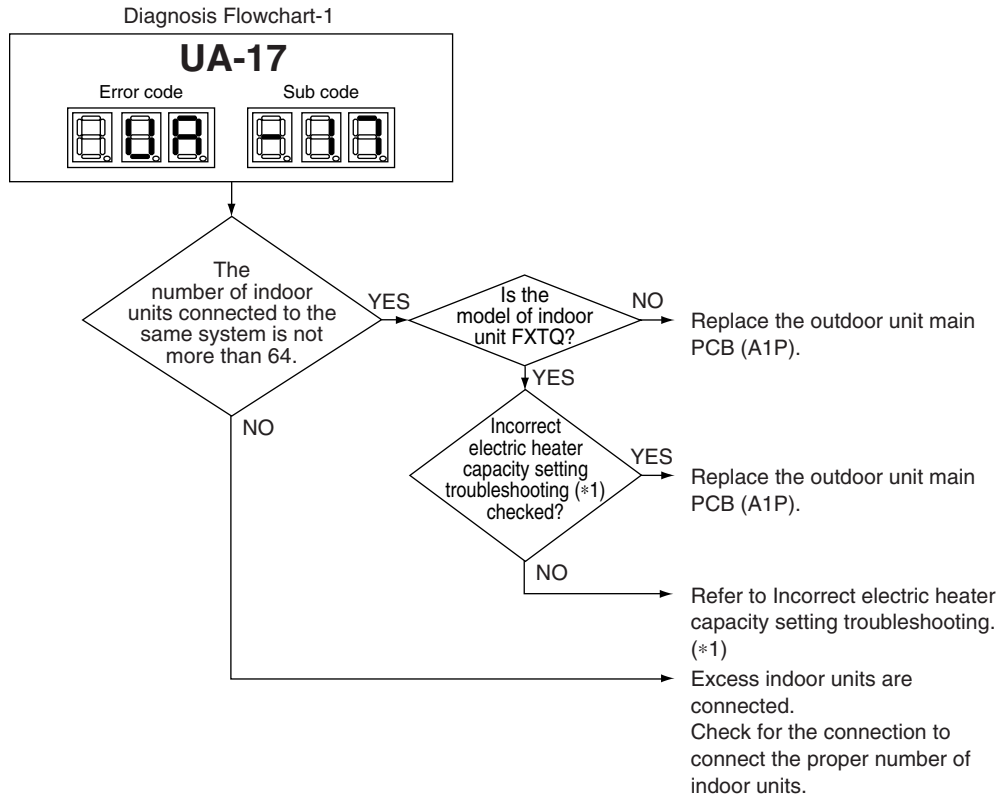 Diagnosis Flowchart-1
UA-17
Error code
Sub code
UA
-17
The
number of indoor
units connected to the
same system is not
more than 64.
YES
Is the
model of indoor
unit FXTQ?
NO
Replace the outdoor unit main
PCB (A1P).
YES
NO
Incorrect
electric heater
capacity setting
troubleshooting (*1)
checked?
YES
Replace the outdoor unit main
PCB (A1P).
NO
Refer to Incorrect electric heater
capacity setting troubleshooting.
(*1)
Excess indoor units are
connected.
Check for the connection to
connect the proper number of
indoor units.